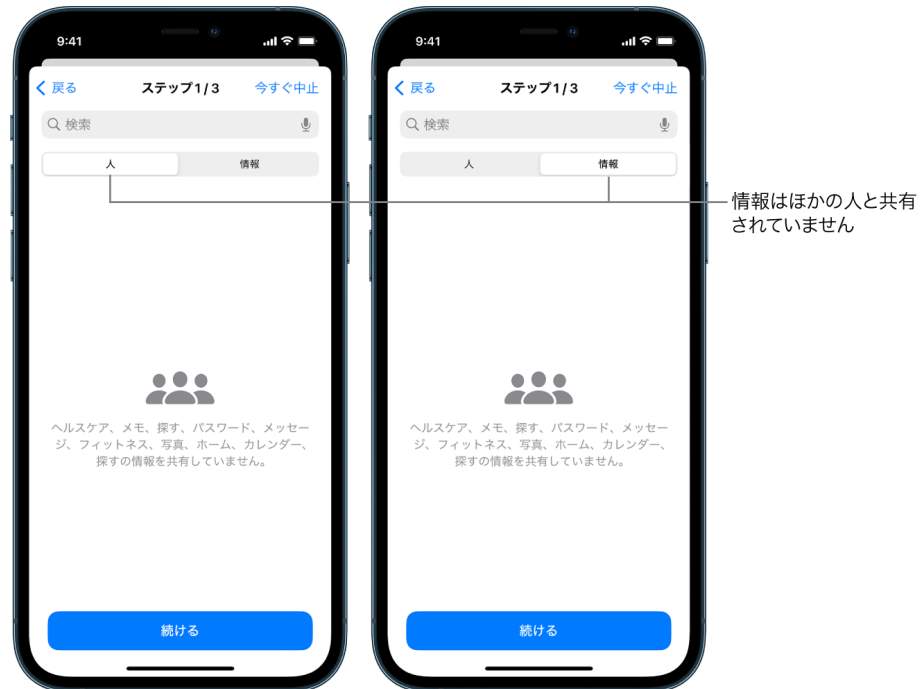 9:41
戻る
ステップ1/3
今すぐ中止
検索
人
情報
ヘルスケア、メモ、探す、パスワード、メッセー
ジ、フィットネス、写真、ホーム、カレンダー、
探すの情報を共有していません。
続ける
9:41
戻る
ステップ1/3
今すぐ中止
検索
人
情報
ヘルスケア、メモ、探す、パスワード、メッセー
ジ、フィットネス、写真、ホーム、カレンダー、
探すの情報を共有していません。
続ける
情報はほかの人と共有
されていません